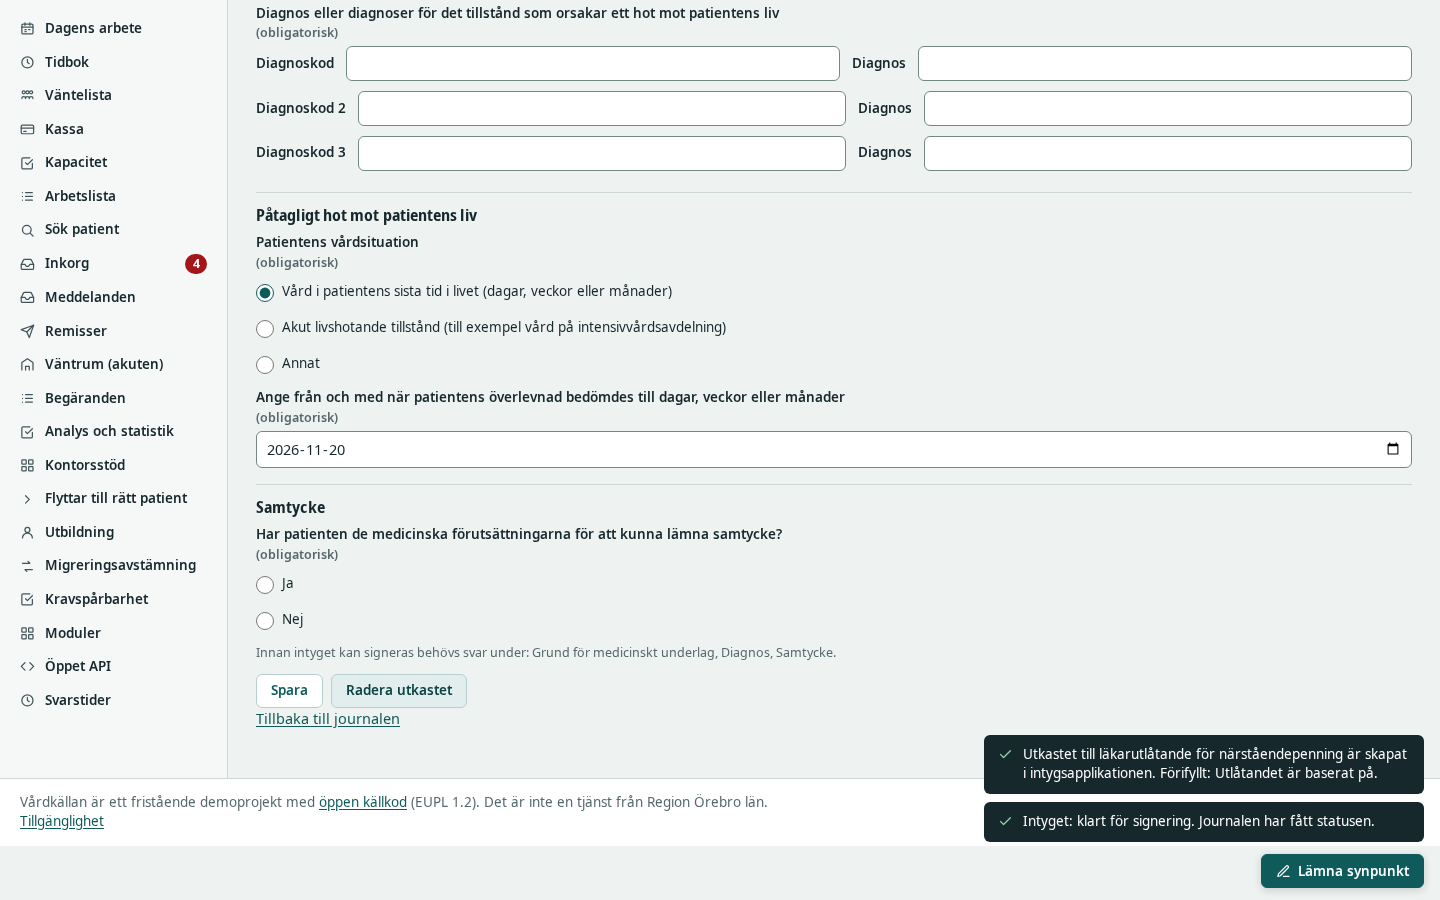 Dagens arbete
Tidbok
Väntelista
Kassa
Kapacitet
Arbetslista
Sök patient
Inkorg 4
Meddelanden
Remisser
Väntrum (akuten)
Begäranden
Analys och statistik
Kontorsstöd
Flyttar till rätt patient
Utbildning
Migreringsavstämning
Kravspårbarhet
Moduler
Öppet API
Svarstider
Diagnos eller diagnoser för det tillstånd som orsakar ett hot mot patientens liv
(obligatorisk)
Diagnoskod Diagnos
Diagnoskod 2 Diagnos
Diagnoskod 3 Diagnos
Påtagligt hot mot patientens liv
Patientens vårdsituation
(obligatorisk)
Vård i patientens sista tid i livet (dagar, veckor eller månader)
Akut livshotande tillstånd (till exempel vård på intensivvårdsavdelning)
Annat
Ange från och med när patientens överlevnad bedömdes till dagar, veckor eller månader
(obligatorisk)
2026-11-20
Samtycke
Har patienten de medicinska förutsättningarna för att kunna lämna samtycke?
(obligatorisk)
Ja
Nej
Innan intyget kan signeras behövs svar under: Grund för medicinskt underlag, Diagnos, Samtycke.
Spara Radera utkastet
Tillbaka till journalen
Utkastet till läkarutlåtande för närståendepenning är skapat
i intygsapplikationen. Förifyllt: Utlåtandet är baserat på.
Intyget: klart för signering. Journalen har fått statusen.
Vårdkällan är ett fristående demoprojekt med öppen källkod (EUPL 1.2). Det är inte en tjänst från Region Örebro län.
Tillgänglighet
Lämna synpunkt